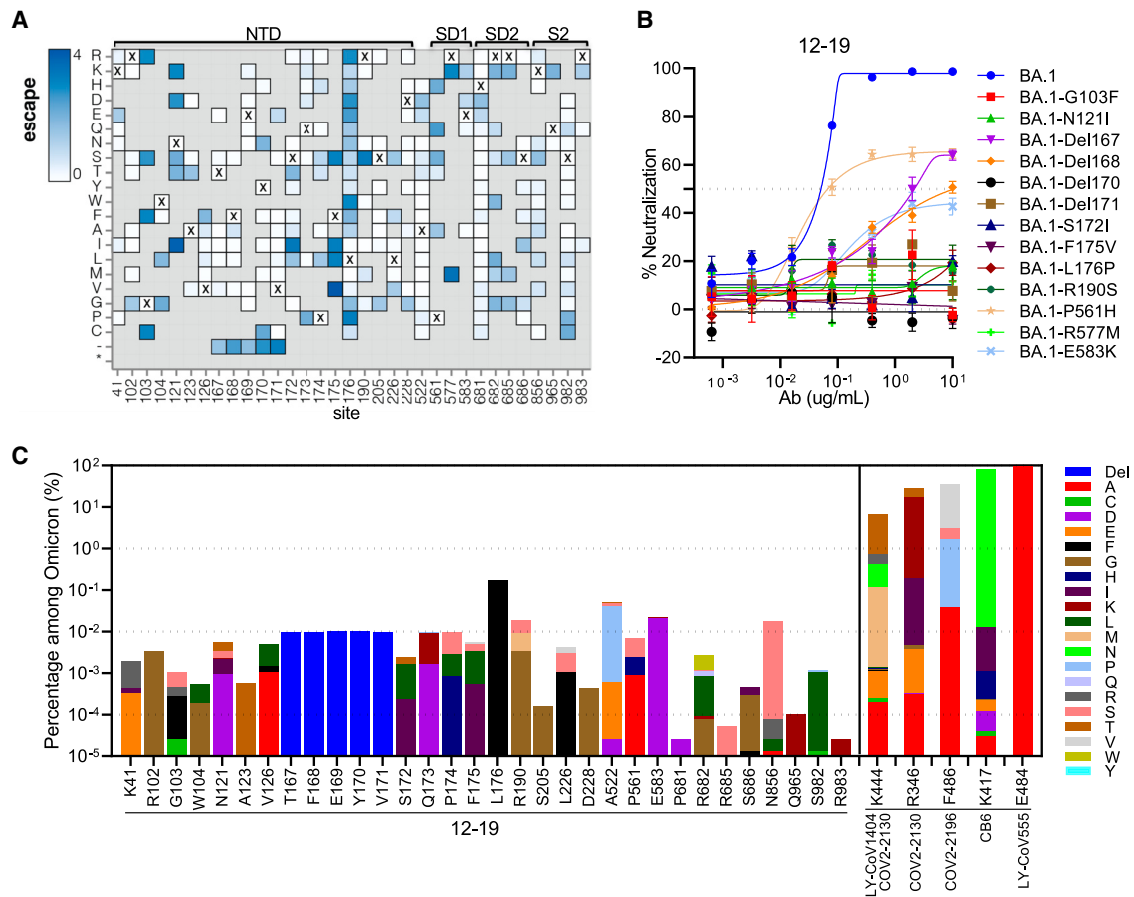 A
NTD SD1 SD2 S2
escape
4
0
R
K
H
D
E
Q
N
S
T
Y
W
F
A
I
L
M
V
G
P
C
-
*
X X X X X X X X X X X X X X X X X X X X X X X X X X X X X X X
41 102 103 104 121 123 126 167 168 169 170 171 172 173 174 175 176 190 205 226 228 522 561 577 583 681 682 685 686 856 965 982 983
site
B
12-19
% Neutralization
100
80
60
40
20
0
-20
10-3 10-2 10-1 100 101
Ab (ug/mL)
BA.1
BA.1-G103F
BA.1-N121I
BA.1-Del167
BA.1-Del168
BA.1-Del170
BA.1-Del171
BA.1-S172I
BA.1-F175V
BA.1-L176P
BA.1-R190S
BA.1-P561H
BA.1-R577M
BA.1-E583K
C
Percentage among Omicron (%)
102
100
10-1
10-2
10-3
10-4
10-5
K41 R102 G103 W104 N121 A123 V126 T167 F168 E169 Y170 V171 S172 Q173 P174 F175 L176 R190 S205 L226 D228 A522 P561 E583 P681 R682 R685 S686 N856 Q965 S982 R983 K444 R346 F486 K417 E484
12-19
LY-CoV1404
COV2-2130
COV2-2130
COV2-2196
CB6
LY-CoV555
Del
A
C
D
E
F
G
H
I
K
L
M
N
P
Q
R
S
T
V
W
Y